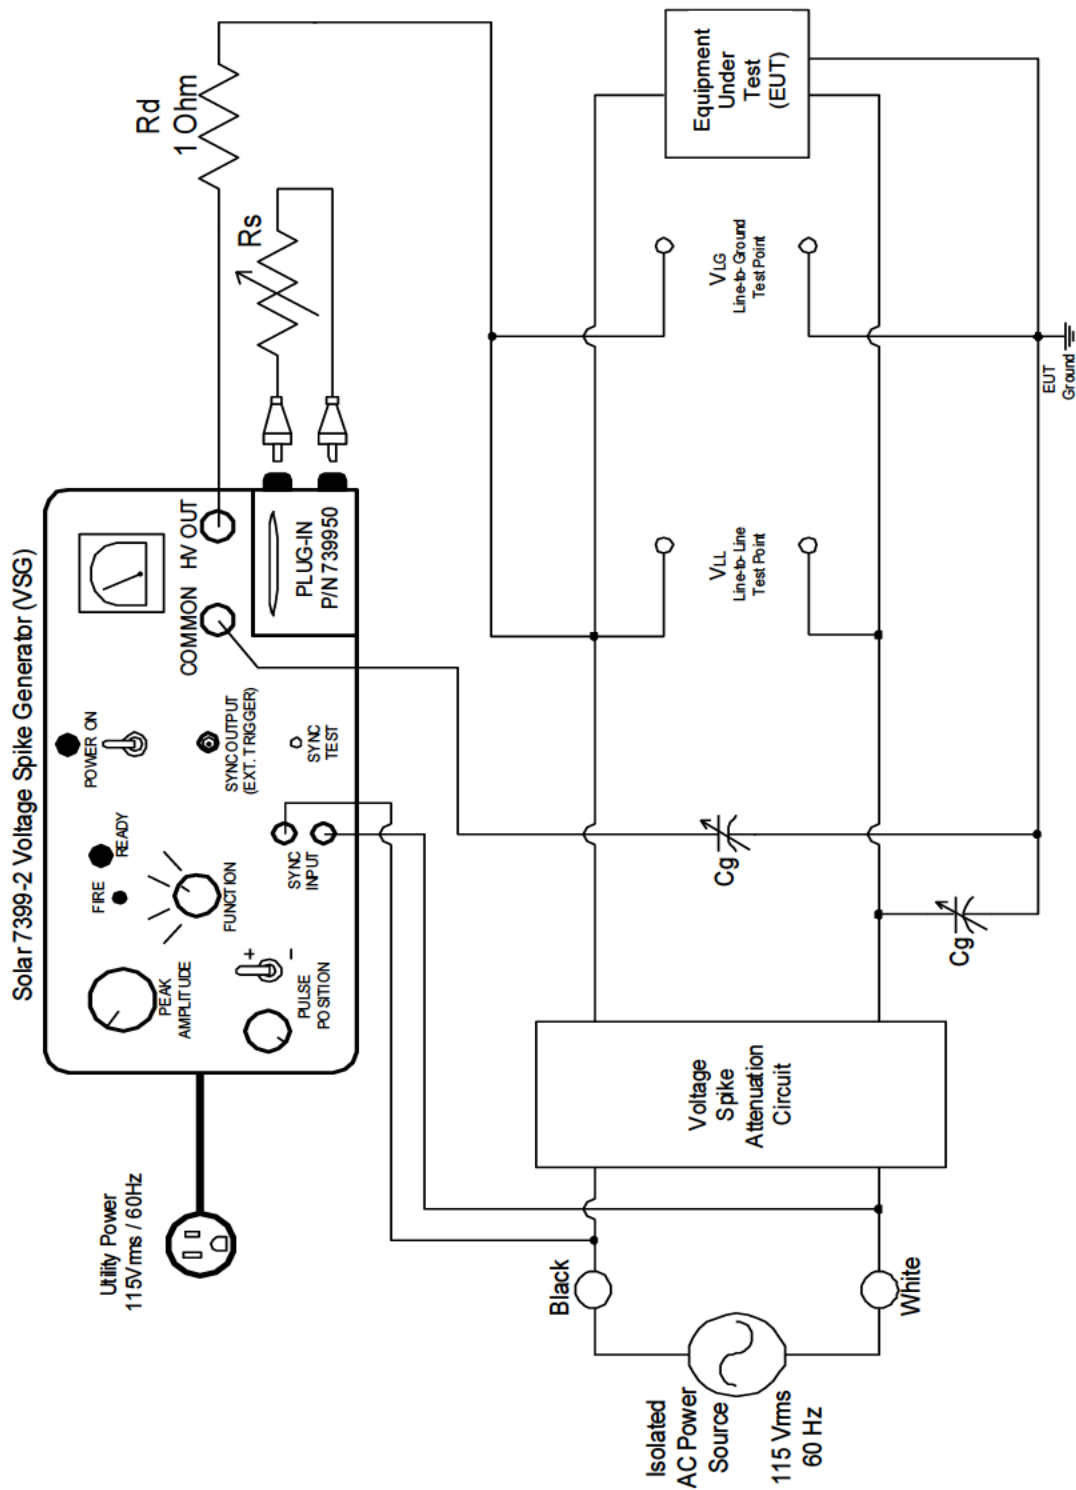 Solar 7399-2 Voltage Spike Generator (VSG)
POWER ON
READY
FIRE
PEAK
AMPLITUDE
FUNCTION
PULSE
POSITION
+
−
SYNC
INPUT
SYNC OUTPUT
(EXT. TRIGGER)
SYNC
TEST
COMMON
HV OUT
PLUG-IN
P/N 739950
Rd
1 Ohm
Rs
Utility Power
115Vrms / 60Hz
Isolated
AC Power
Source
115 Vrms
60 Hz
Black
White
Voltage
Spike
Attenuation
Circuit
Cg
Cg
VLL
Line-to-Line
Test Point
VLG
Line-to-Ground
Test Point
Equipment
Under
Test
(EUT)
EUT
Ground